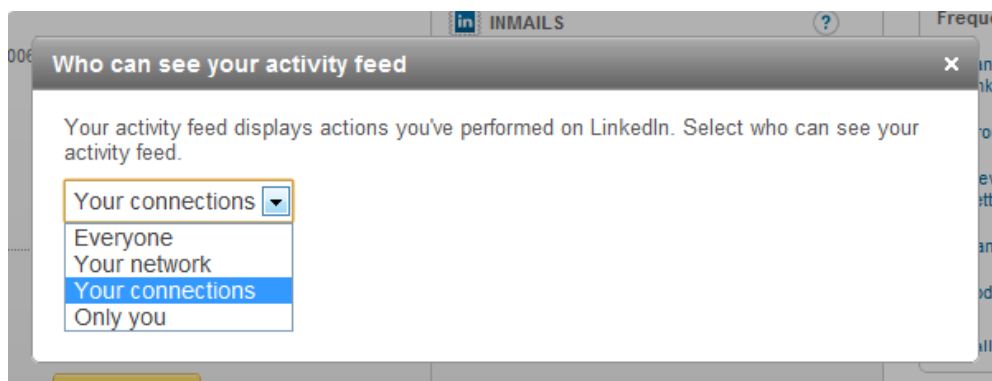 in INMAILS ?
Who can see your activity feed ×
Your activity feed displays actions you've performed on LinkedIn. Select who can see your
activity feed.
Your connections
Everyone
Your network
Your connections
Only you